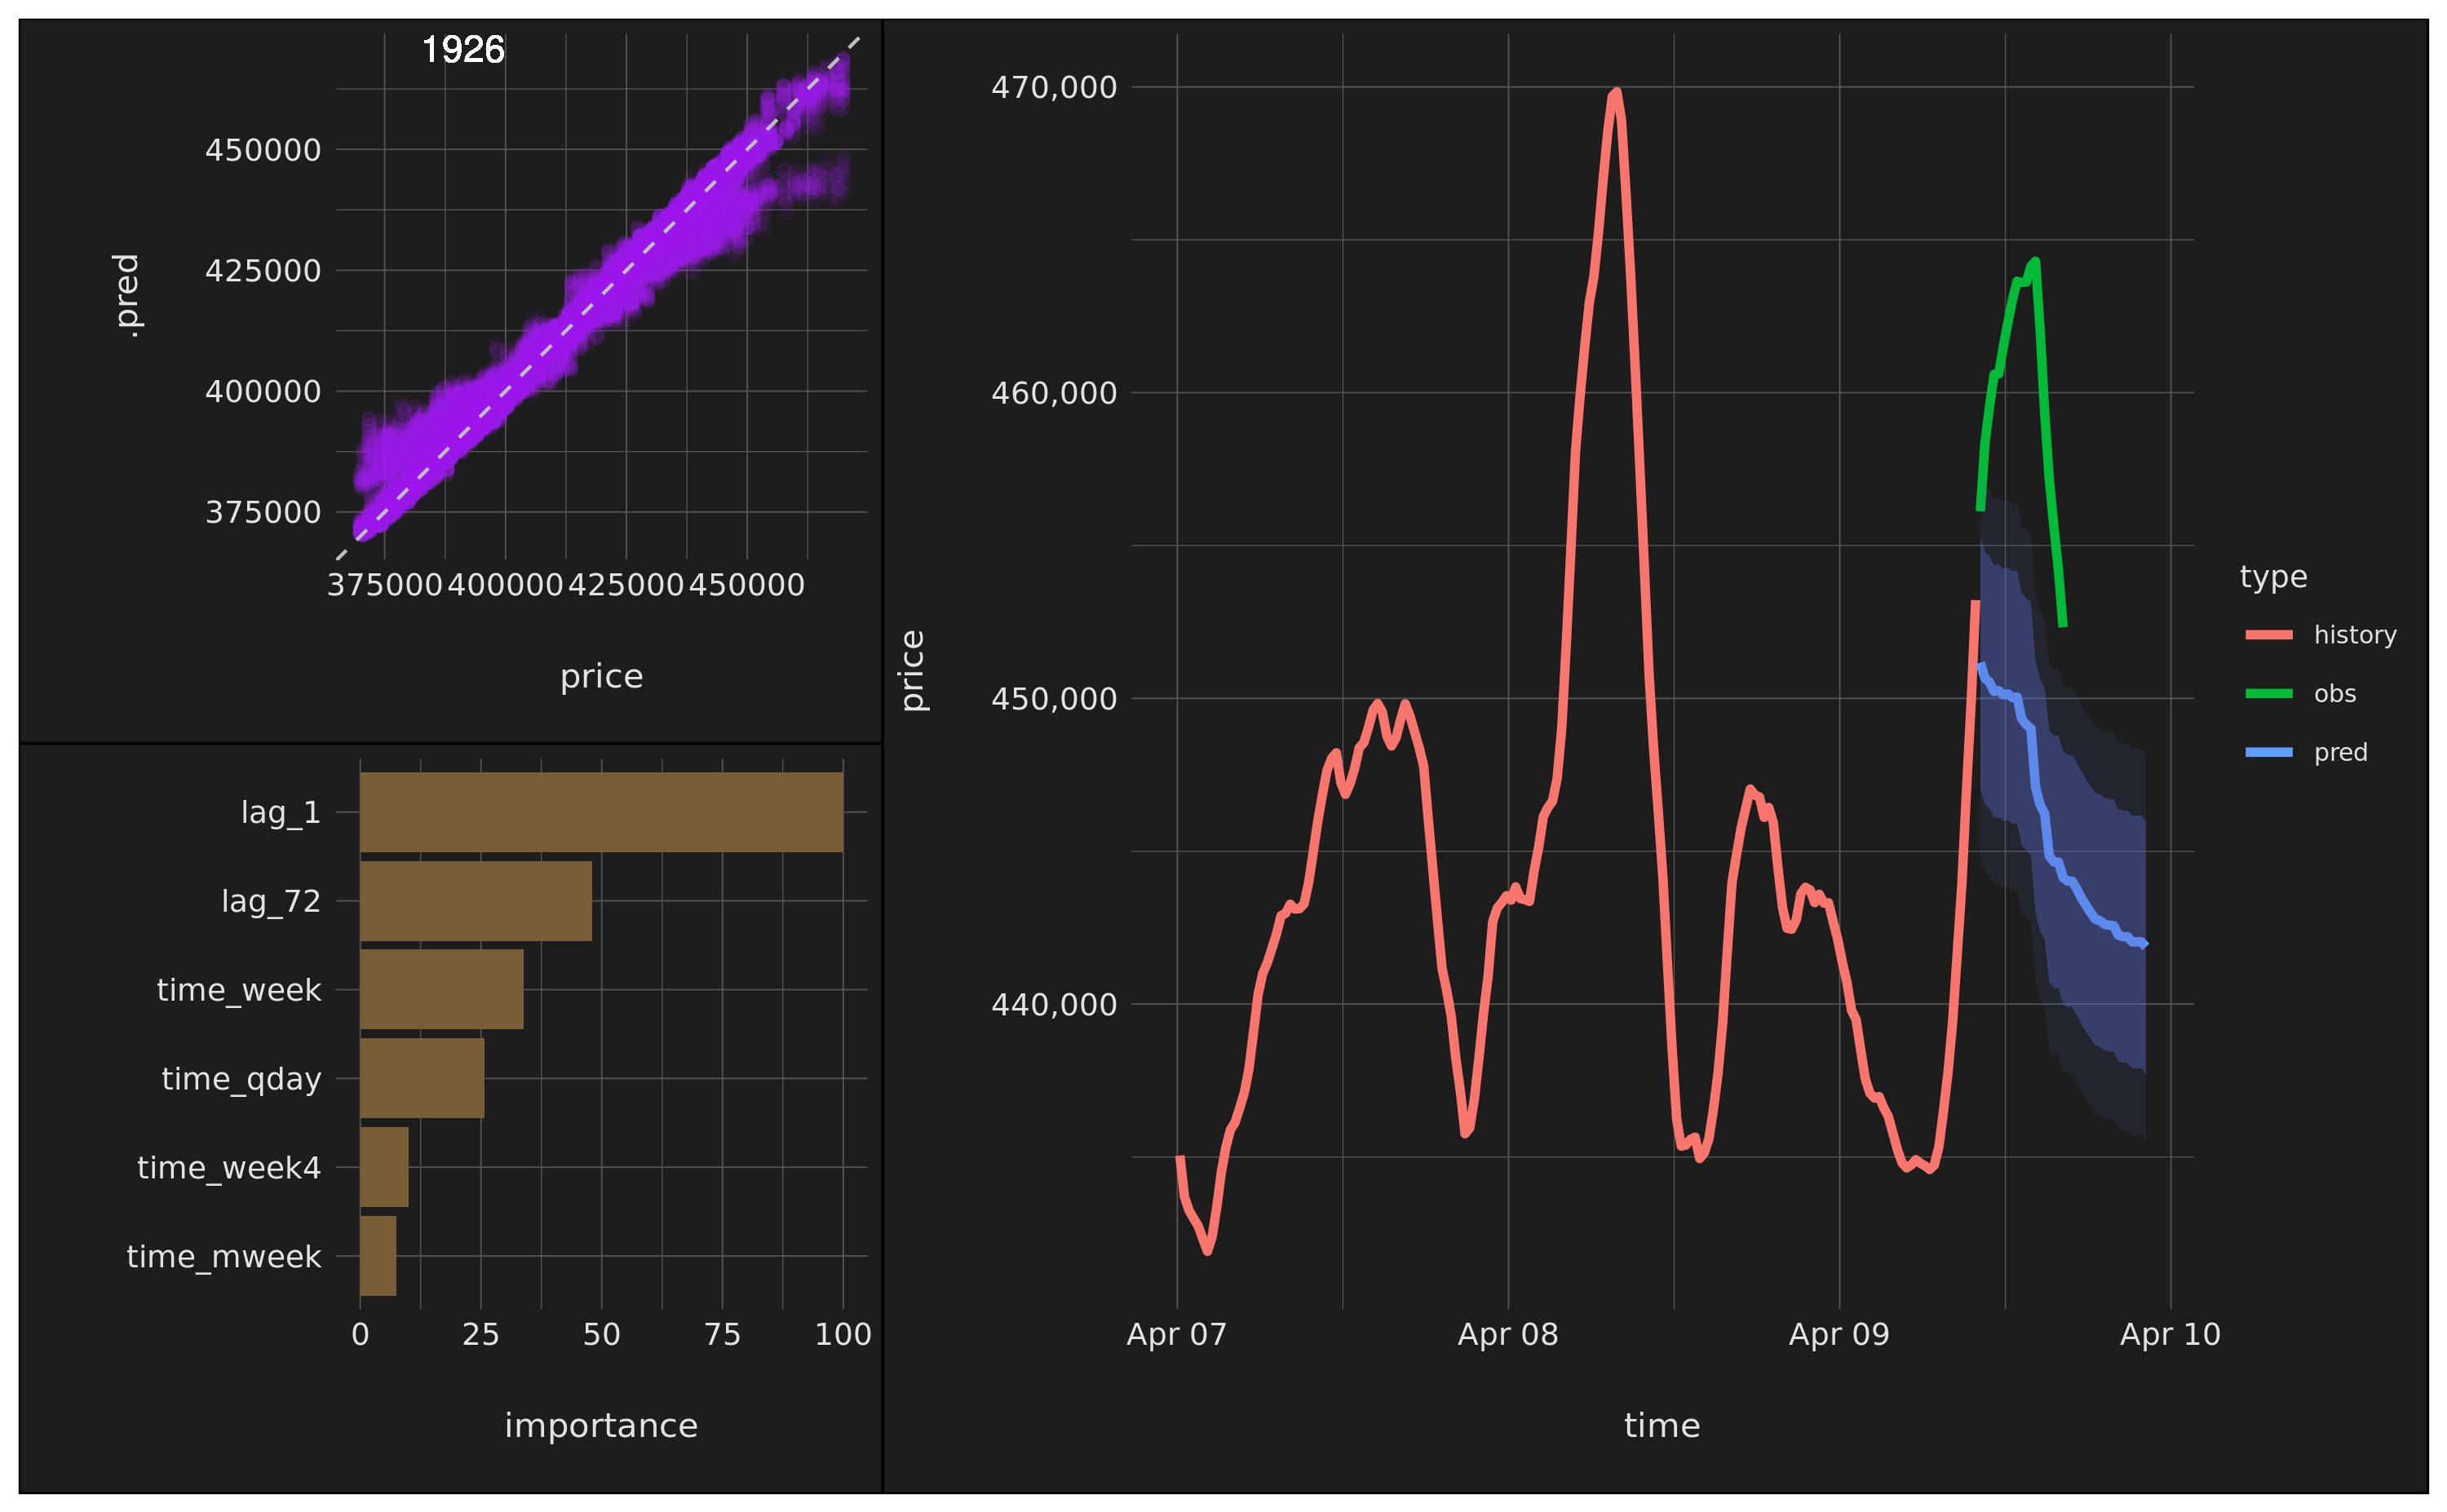 1926
.pred
450000
425000
400000
375000
375000 400000 425000 450000
price
lag_1
lag_72
time_week
time_qday
time_week4
time_mweek
0 25 50 75 100
importance
price
470,000
460,000
450,000
440,000
Apr 07 Apr 08 Apr 09 Apr 10
time
type
history
obs
pred